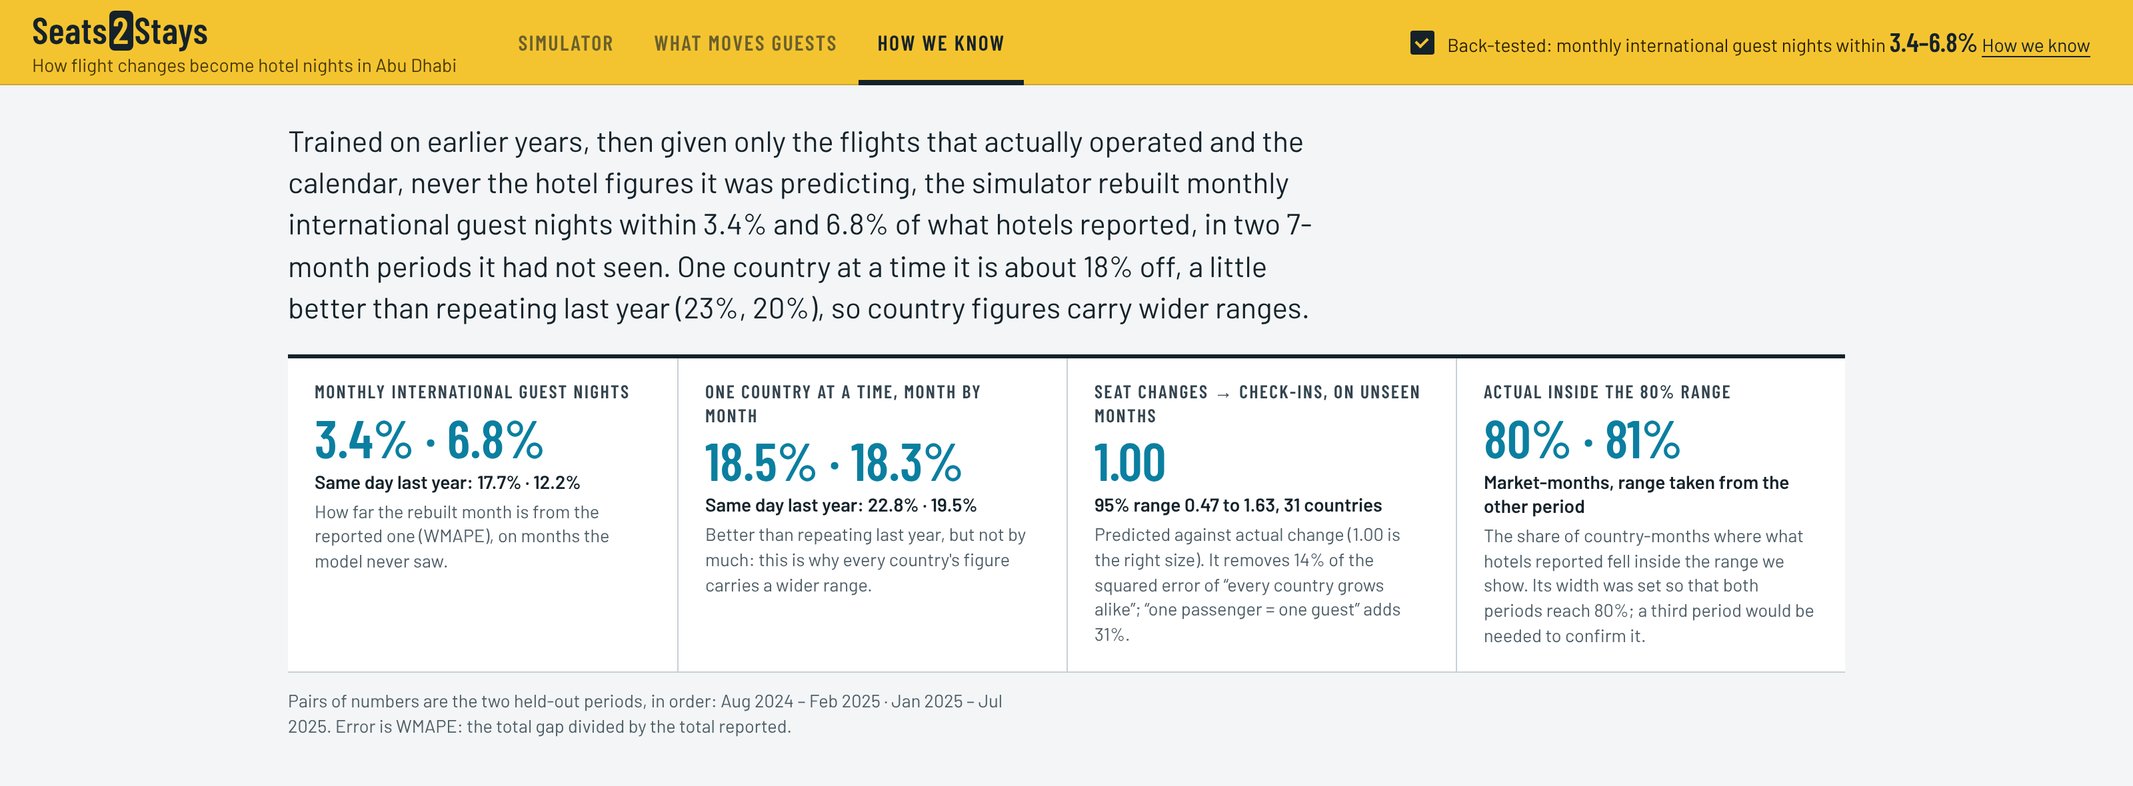 Seats2Stays
How flight changes become hotel nights in Abu Dhabi
SIMULATOR
WHAT MOVES GUESTS
HOW WE KNOW
Back-tested: monthly international guest nights within 3.4–6.8% How we know
Trained on earlier years, then given only the flights that actually operated and the
calendar, never the hotel figures it was predicting, the simulator rebuilt monthly
international guest nights within 3.4% and 6.8% of what hotels reported, in two 7-
month periods it had not seen. One country at a time it is about 18% off, a little
better than repeating last year (23%, 20%), so country figures carry wider ranges.
MONTHLY INTERNATIONAL GUEST NIGHTS
3.4% · 6.8%
Same day last year: 17.7% · 12.2%
How far the rebuilt month is from the
reported one (WMAPE), on months the
model never saw.
ONE COUNTRY AT A TIME, MONTH BY
MONTH
18.5% · 18.3%
Same day last year: 22.8% · 19.5%
Better than repeating last year, but not by
much: this is why every country's figure
carries a wider range.
SEAT CHANGES → CHECK-INS, ON UNSEEN
MONTHS
1.00
95% range 0.47 to 1.63, 31 countries
Predicted against actual change (1.00 is
the right size). It removes 14% of the
squared error of “every country grows
alike”; “one passenger = one guest” adds
31%.
ACTUAL INSIDE THE 80% RANGE
80% · 81%
Market-months, range taken from the
other period
The share of country-months where what
hotels reported fell inside the range we
show. Its width was set so that both
periods reach 80%; a third period would be
needed to confirm it.
Pairs of numbers are the two held-out periods, in order: Aug 2024 – Feb 2025 · Jan 2025 – Jul
2025. Error is WMAPE: the total gap divided by the total reported.